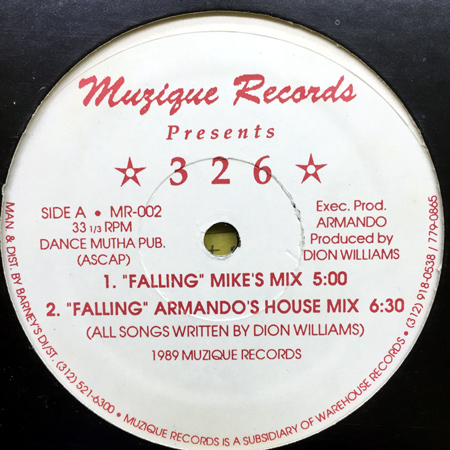 Muzique Records
Presents
☆ 3 2 6 ☆
SIDE A • MR-002
33 1/3 RPM
DANCE MUTHA PUB.
(ASCAP)
Exec. Prod.
ARMANDO
Produced by
DION WILLIAMS
1. "FALLING" MIKE'S MIX 5:00
2. "FALLING" ARMANDO'S HOUSE MIX 6:30
(ALL SONGS WRITTEN BY DION WILLIAMS)
1989 MUZIQUE RECORDS
MAN. & DIST. BY BARNEY'S DI/ST. (312) 521-6300 • MUZIQUE RECORDS IS A SUBSIDIARY OF WAREHOUSE RECORDS • (312) 918-0538 / 779-0865